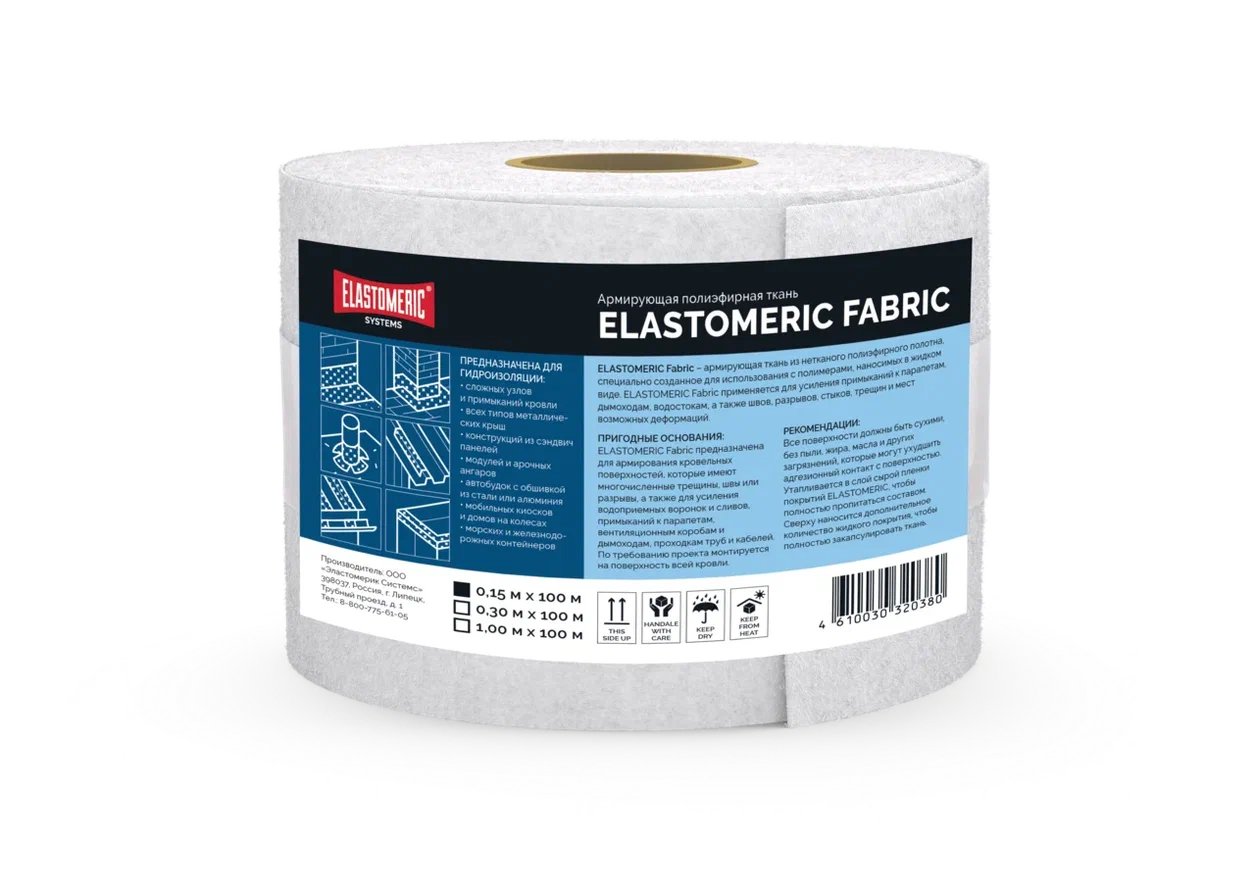 ELASTOMERIC®
SYSTEMS
Армирующая полиэфирная ткань
ELASTOMERIC FABRIC
ПРЕДНАЗНАЧЕНА ДЛЯ
ГИДРОИЗОЛЯЦИИ:
• сложных узлов
и примыканий кровли
• всех типов металличе-
ских крыш
• конструкций из сэндвич
панелей
• модулей и арочных
ангаров
• автобудок с обшивкой
из стали или алюминия
• мобильных киосков
и домов на колесах
• морских и железнодо-
рожных контейнеров
ELASTOMERIC Fabric – армирующая ткань из нетканого полиэфирного полотна,
специально созданное для использования с полимерами, наносимых в жидком
виде. ELASTOMERIC Fabric применяется для усиления примыканий к парапетам,
дымоходам, водостокам, а также швов, разрывов, стыков, трещин и мест
возможных деформаций.
ПРИГОДНЫЕ ОСНОВАНИЯ:
ELASTOMERIC Fabric предназначена
для армирования кровельных
поверхностей, которые имеют
многочисленные трещины, швы или
разрывы, а также для усиления
водоприемных воронок и сливов,
примыканий к парапетам,
вентиляционным коробам и
дымоходам, проходкам труб и кабелей.
По требованию проекта монтируется
на поверхность всей кровли.
РЕКОМЕНДАЦИИ:
Все поверхности должны быть сухими,
без пыли, жира, масла и других
загрязнений, которые могут ухудшить
адгезионный контакт с поверхностью.
Утапливается в слой сырой пленки
покрытий ELASTOMERIC, чтобы
полностью пропитаться составом.
Сверху наносится дополнительное
количество жидкого покрытия, чтобы
полностью закапсулировать ткань.
Производитель: ООО
«Эластомерик Системс»
398037, Россия, г. Липецк,
Трубный проезд, д. 1
Тел.: 8-800-775-61-05
0,15 м x 100 м
0,30 м x 100 м
1,00 м x 100 м
THIS
SIDE UP
HANDALE
WITH
CARE
KEEP
DRY
KEEP
FROM
HEAT
4 610030 320380